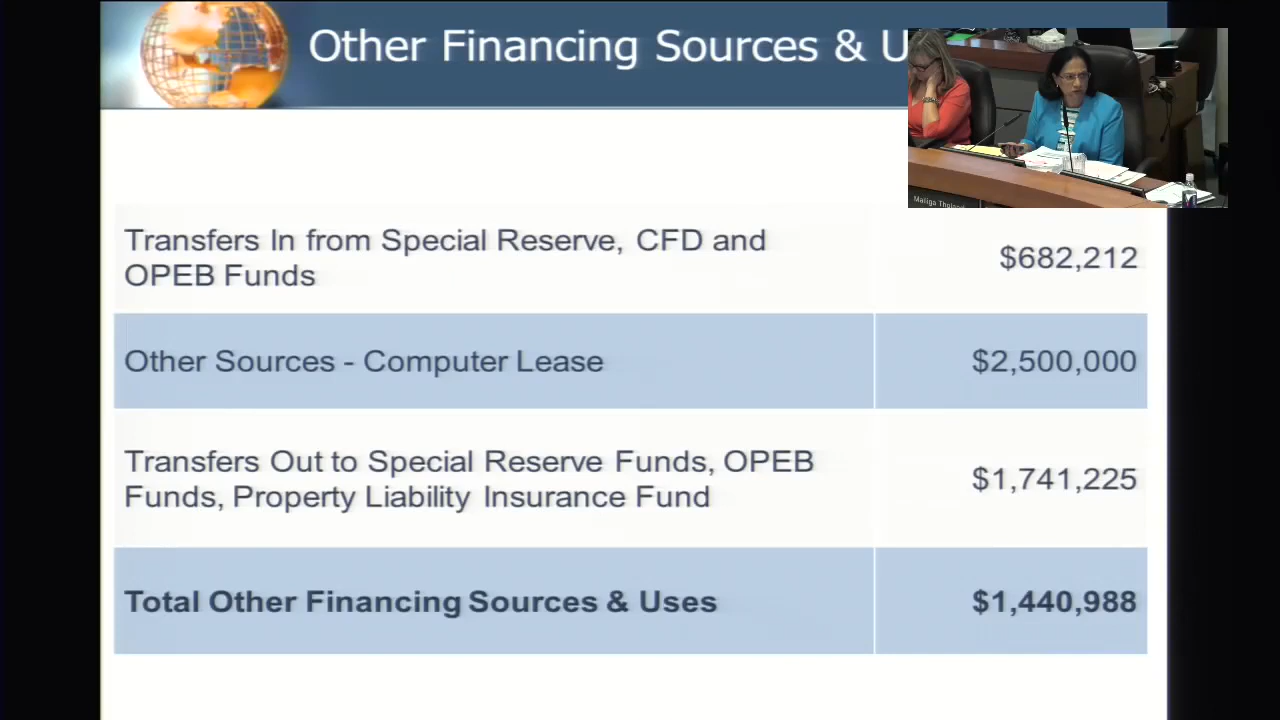 Other Financing Sources & U
Transfers In from Special Reserve, CFD and
OPEB Funds
$682,212
Other Sources - Computer Lease
$2,500,000
Transfers Out to Special Reserve Funds, OPEB
Funds, Property Liability Insurance Fund
$1,741,225
Total Other Financing Sources & Uses
$1,440,988